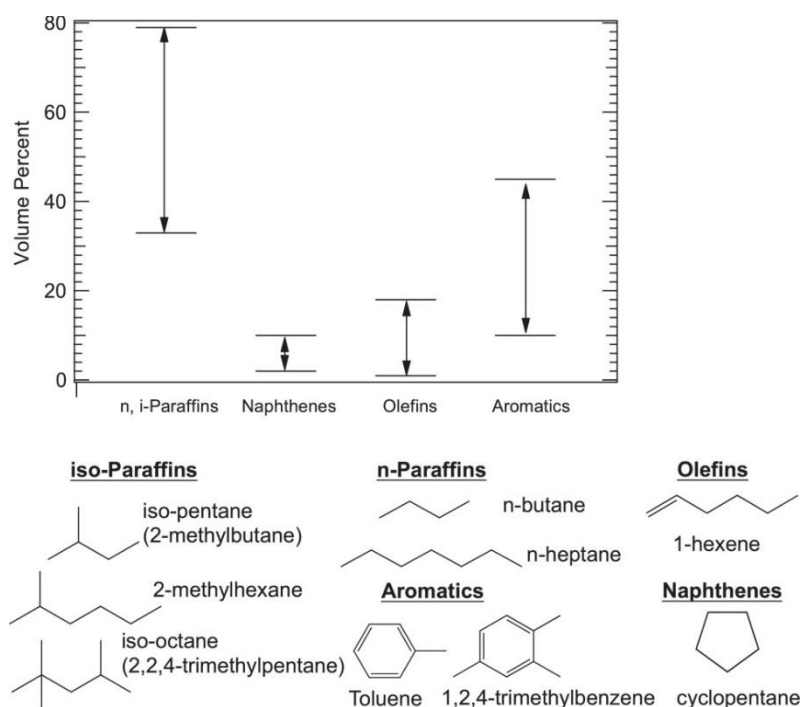 80
60
40
20
0
Volume Percent
n, i-Paraffins Naphthenes Olefins Aromatics
iso-Paraffins
iso-pentane
(2-methylbutane)
2-methylhexane
iso-octane
(2,2,4-trimethylpentane)
n-Paraffins
n-butane
n-heptane
Aromatics
Toluene
1,2,4-trimethylbenzene
Olefins
1-hexene
Naphthenes
cyclopentane